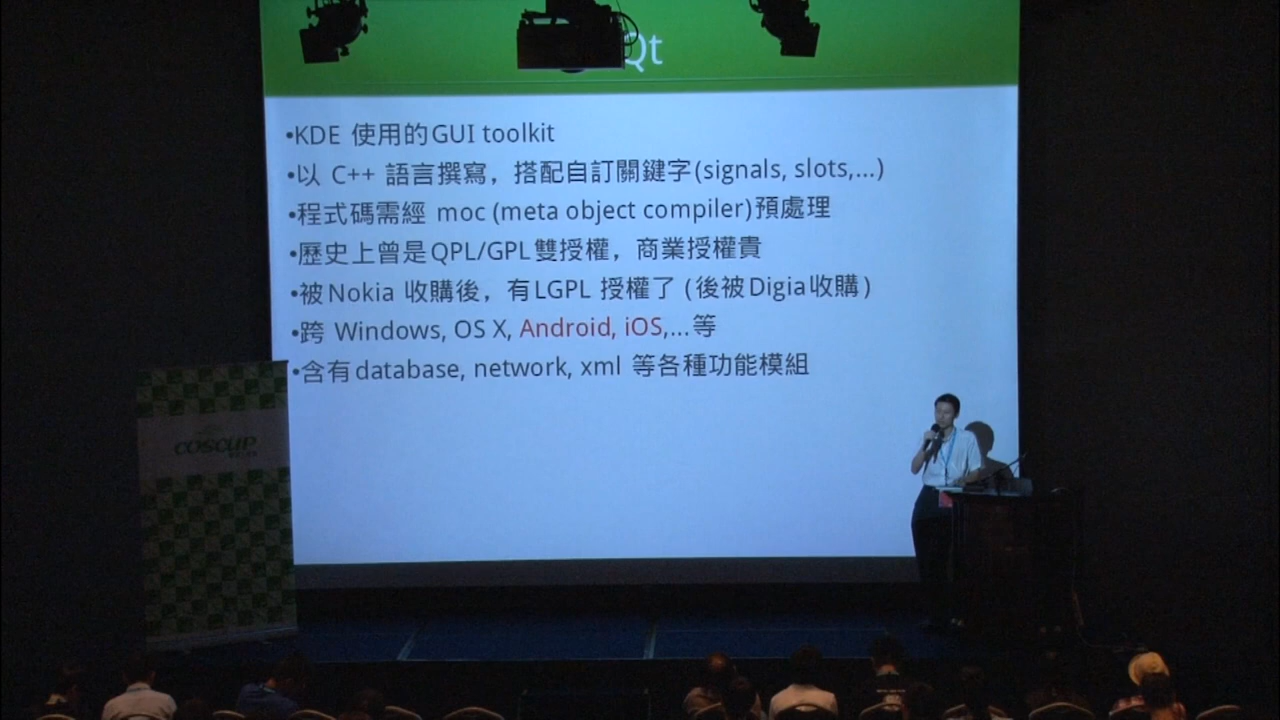 Qt
•KDE 使用的GUI toolkit
•以 C++ 語言撰寫，搭配自訂關鍵字(signals, slots,...)
•程式碼需經 moc (meta object compiler)預處理
•歷史上曾是QPL/GPL雙授權，商業授權貴
•被Nokia 收購後，有LGPL 授權了 (後被Digia收購)
•跨 Windows, OS X, Android, iOS,...等
•含有database, network, xml 等各種功能模組
COSCUP